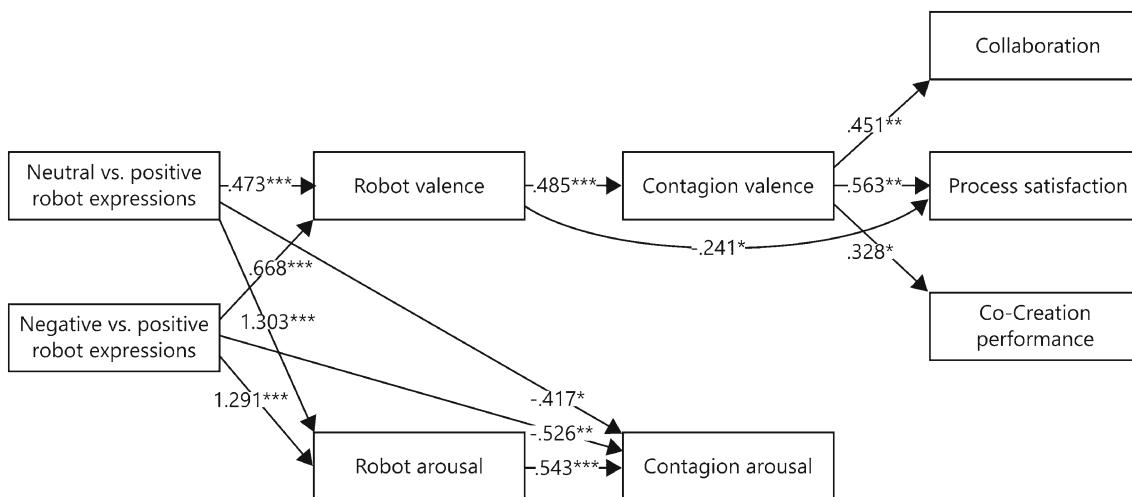 Collaboration
.451**
Neutral vs. positive
robot expressions
.473***
Robot valence
.485***
Contagion valence
.563**
Process satisfaction
-.241*
.328*
.668***
Negative vs. positive
robot expressions
1.303***
Co-Creation
performance
1.291***
-.417*
-.526**
Robot arousal
.543***
Contagion arousal